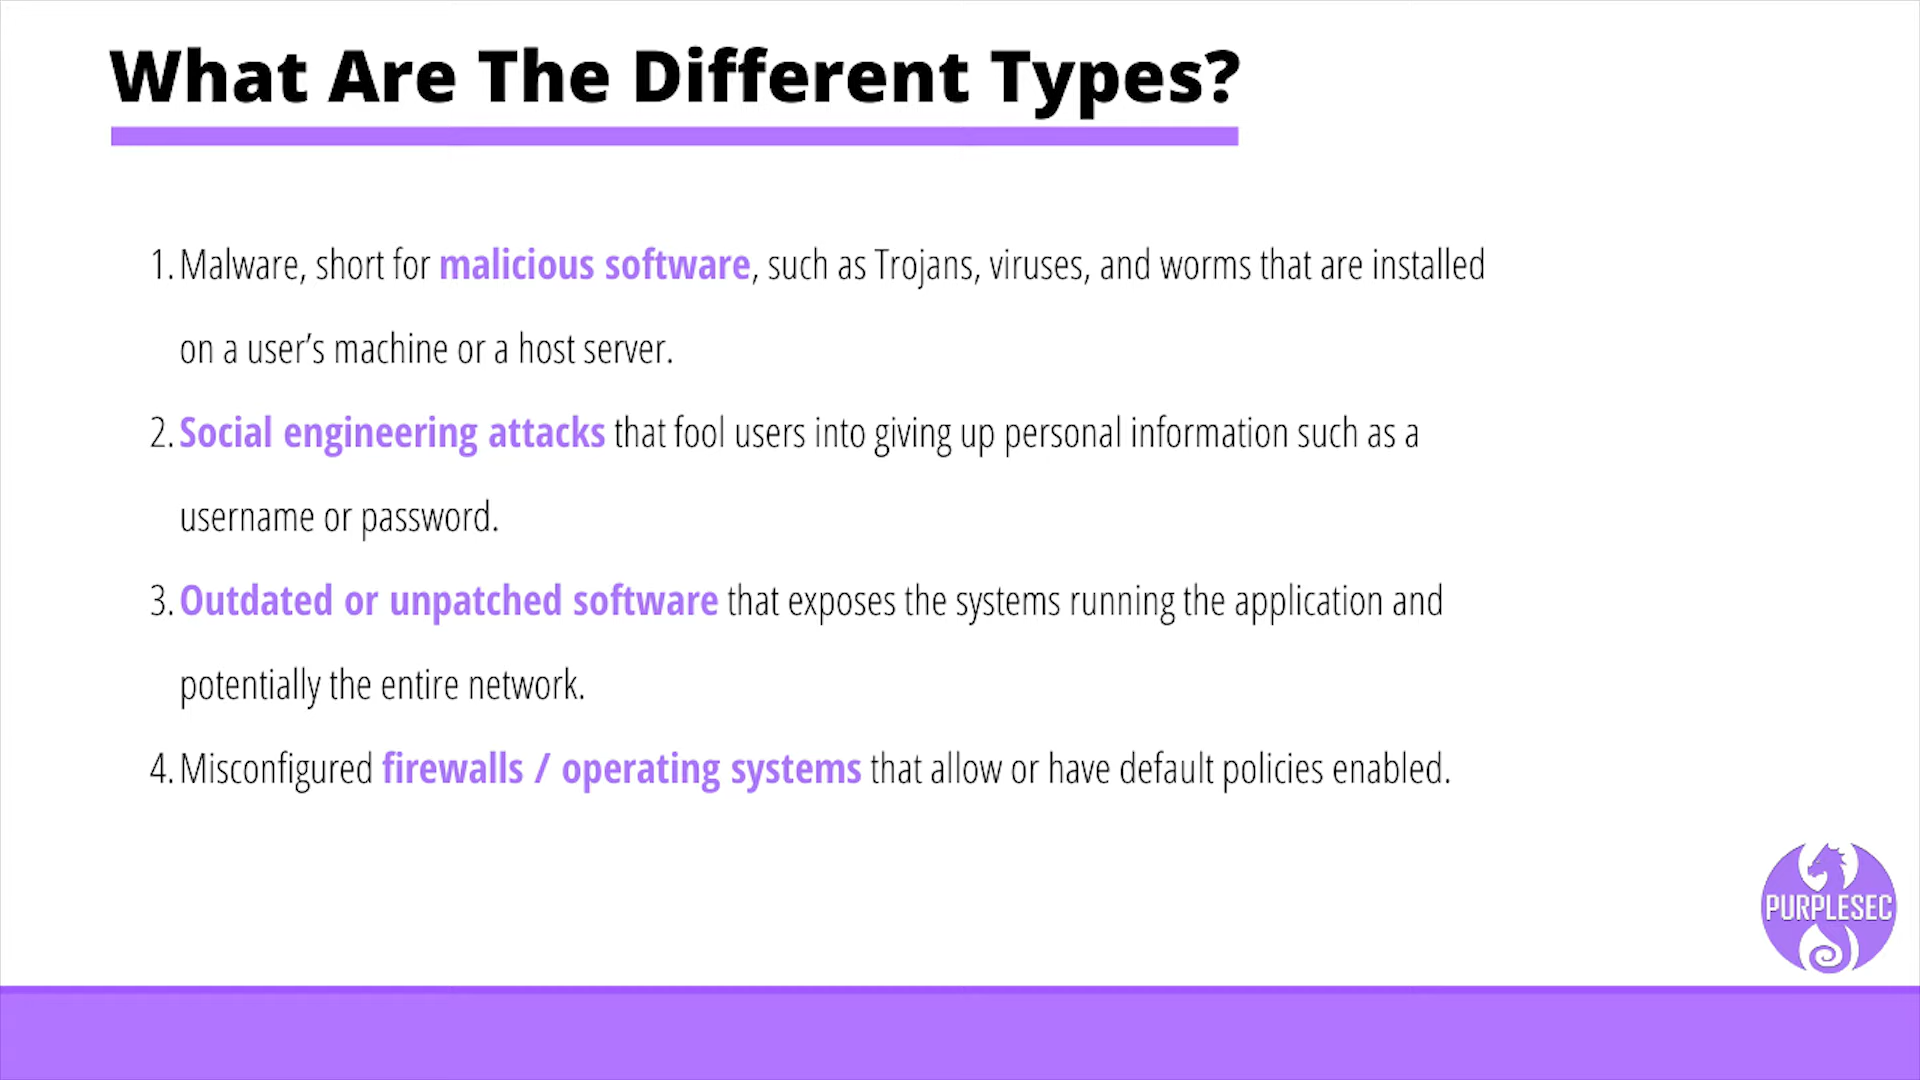 What Are The Different Types?
1. Malware, short for malicious software, such as Trojans, viruses, and worms that are installed
on a user’s machine or a host server.
2. Social engineering attacks that fool users into giving up personal information such as a
username or password.
3. Outdated or unpatched software that exposes the systems running the application and
potentially the entire network.
4. Misconfigured firewalls / operating systems that allow or have default policies enabled.
PURPLESEC